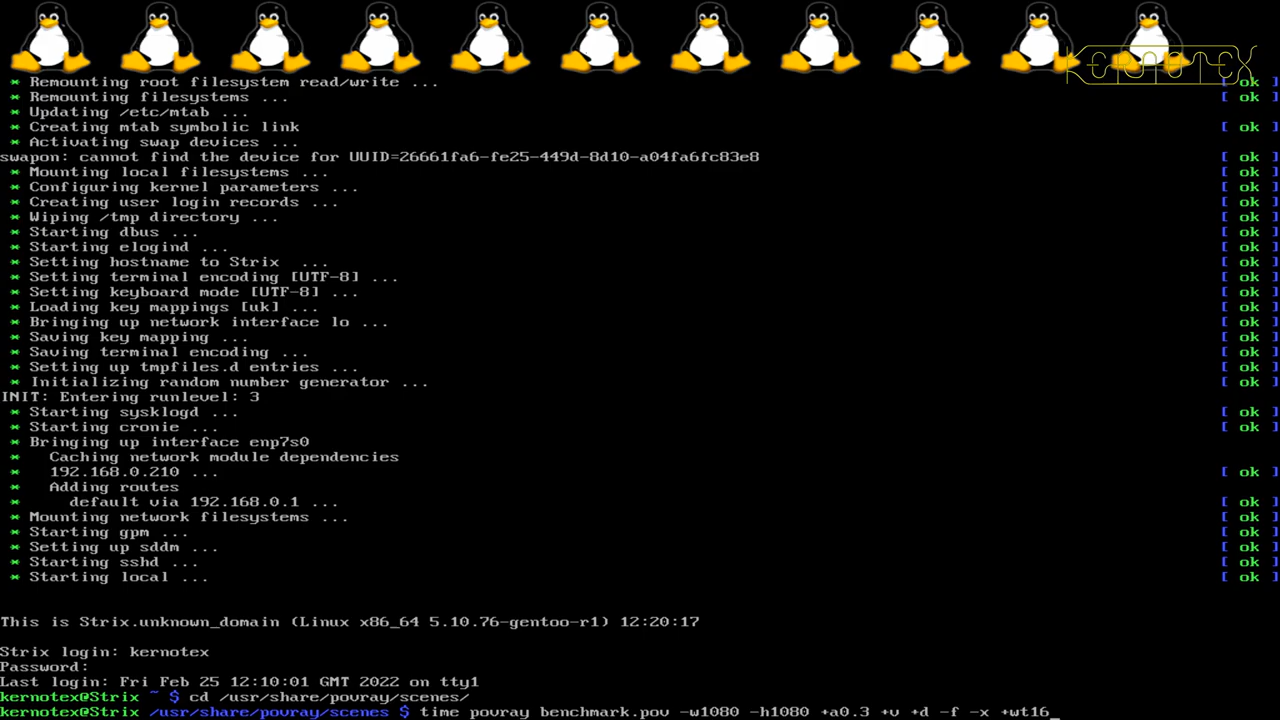 KERNOTEX
* Remounting root filesystem read/write ... [ ok ]
* Remounting filesystems ... [ ok ]
* Updating /etc/mtab ...
* Creating mtab symbolic link [ ok ]
* Activating swap devices ...
swapon: cannot find the device for UUID=26661fa6-fe25-449d-8d10-a04fa6fc83e8 [ ok ]
* Mounting local filesystems ... [ ok ]
* Configuring kernel parameters ... [ ok ]
* Creating user login records ... [ ok ]
* Wiping /tmp directory ... [ ok ]
* Starting dbus ... [ ok ]
* Starting elogind ... [ ok ]
* Setting hostname to Strix ... [ ok ]
* Setting terminal encoding [UTF-8] ... [ ok ]
* Setting keyboard mode [UTF-8] ... [ ok ]
* Loading key mappings [uk] ... [ ok ]
* Bringing up network interface lo ... [ ok ]
* Saving key mapping ... [ ok ]
* Saving terminal encoding ... [ ok ]
* Setting up tmpfiles.d entries ... [ ok ]
* Initializing random number generator ... [ ok ]
INIT: Entering runlevel: 3
* Starting sysklogd ... [ ok ]
* Starting cronie ... [ ok ]
* Bringing up interface enp7s0
* Caching network module dependencies
* 192.168.0.210 ... [ ok ]
* Adding routes
* default via 192.168.0.1 ... [ ok ]
* Mounting network filesystems ... [ ok ]
* Starting gpm ... [ ok ]
* Setting up sddm ... [ ok ]
* Starting sshd ... [ ok ]
* Starting local ... [ ok ]
This is Strix.unknown_domain (Linux x86_64 5.10.76-gentoo-r1) 12:20:17
Strix login: kernotex
Password:
Last login: Fri Feb 25 12:10:01 GMT 2022 on tty1
kernotex@Strix ~ $ cd /usr/share/povray/scenes/
kernotex@Strix /usr/share/povray/scenes $ time povray benchmark.pov -w1080 -h1080 +a0.3 +v +d -f -x +wt16_